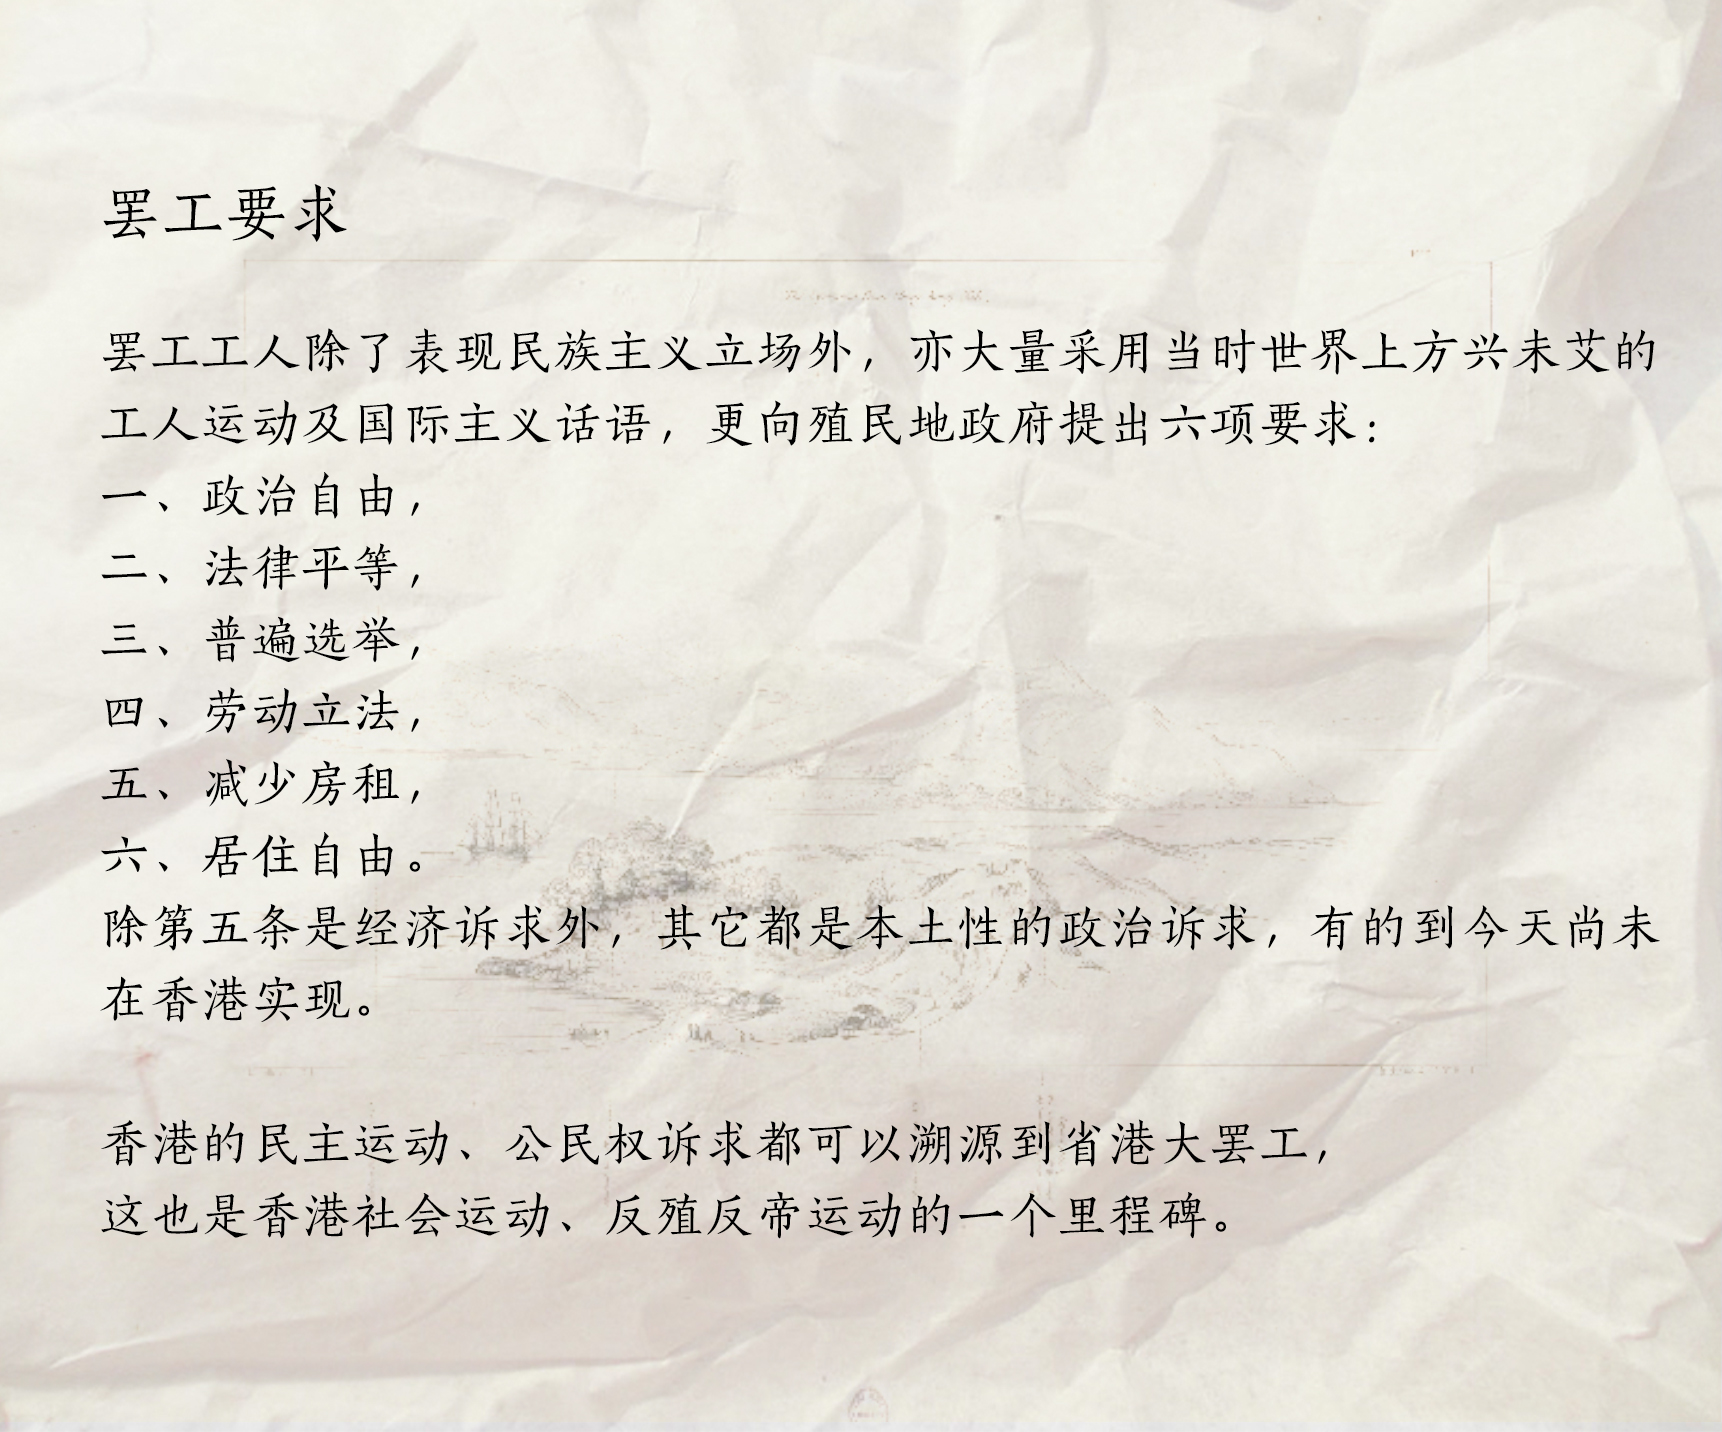 罢工要求
罢工工人除了表现民族主义立场外，亦大量采用当时世界上方兴未艾的
工人运动及国际主义话语，更向殖民地政府提出六项要求：
一、政治自由，
二、法律平等，
三、普遍选举，
四、劳动立法，
五、减少房租，
六、居住自由。
除第五条是经济诉求外，其它都是本土性的政治诉求，有的到今天尚未
在香港实现。
香港的民主运动、公民权诉求都可以溯源到省港大罢工，
这也是香港社会运动、反殖反帝运动的一个里程碑。